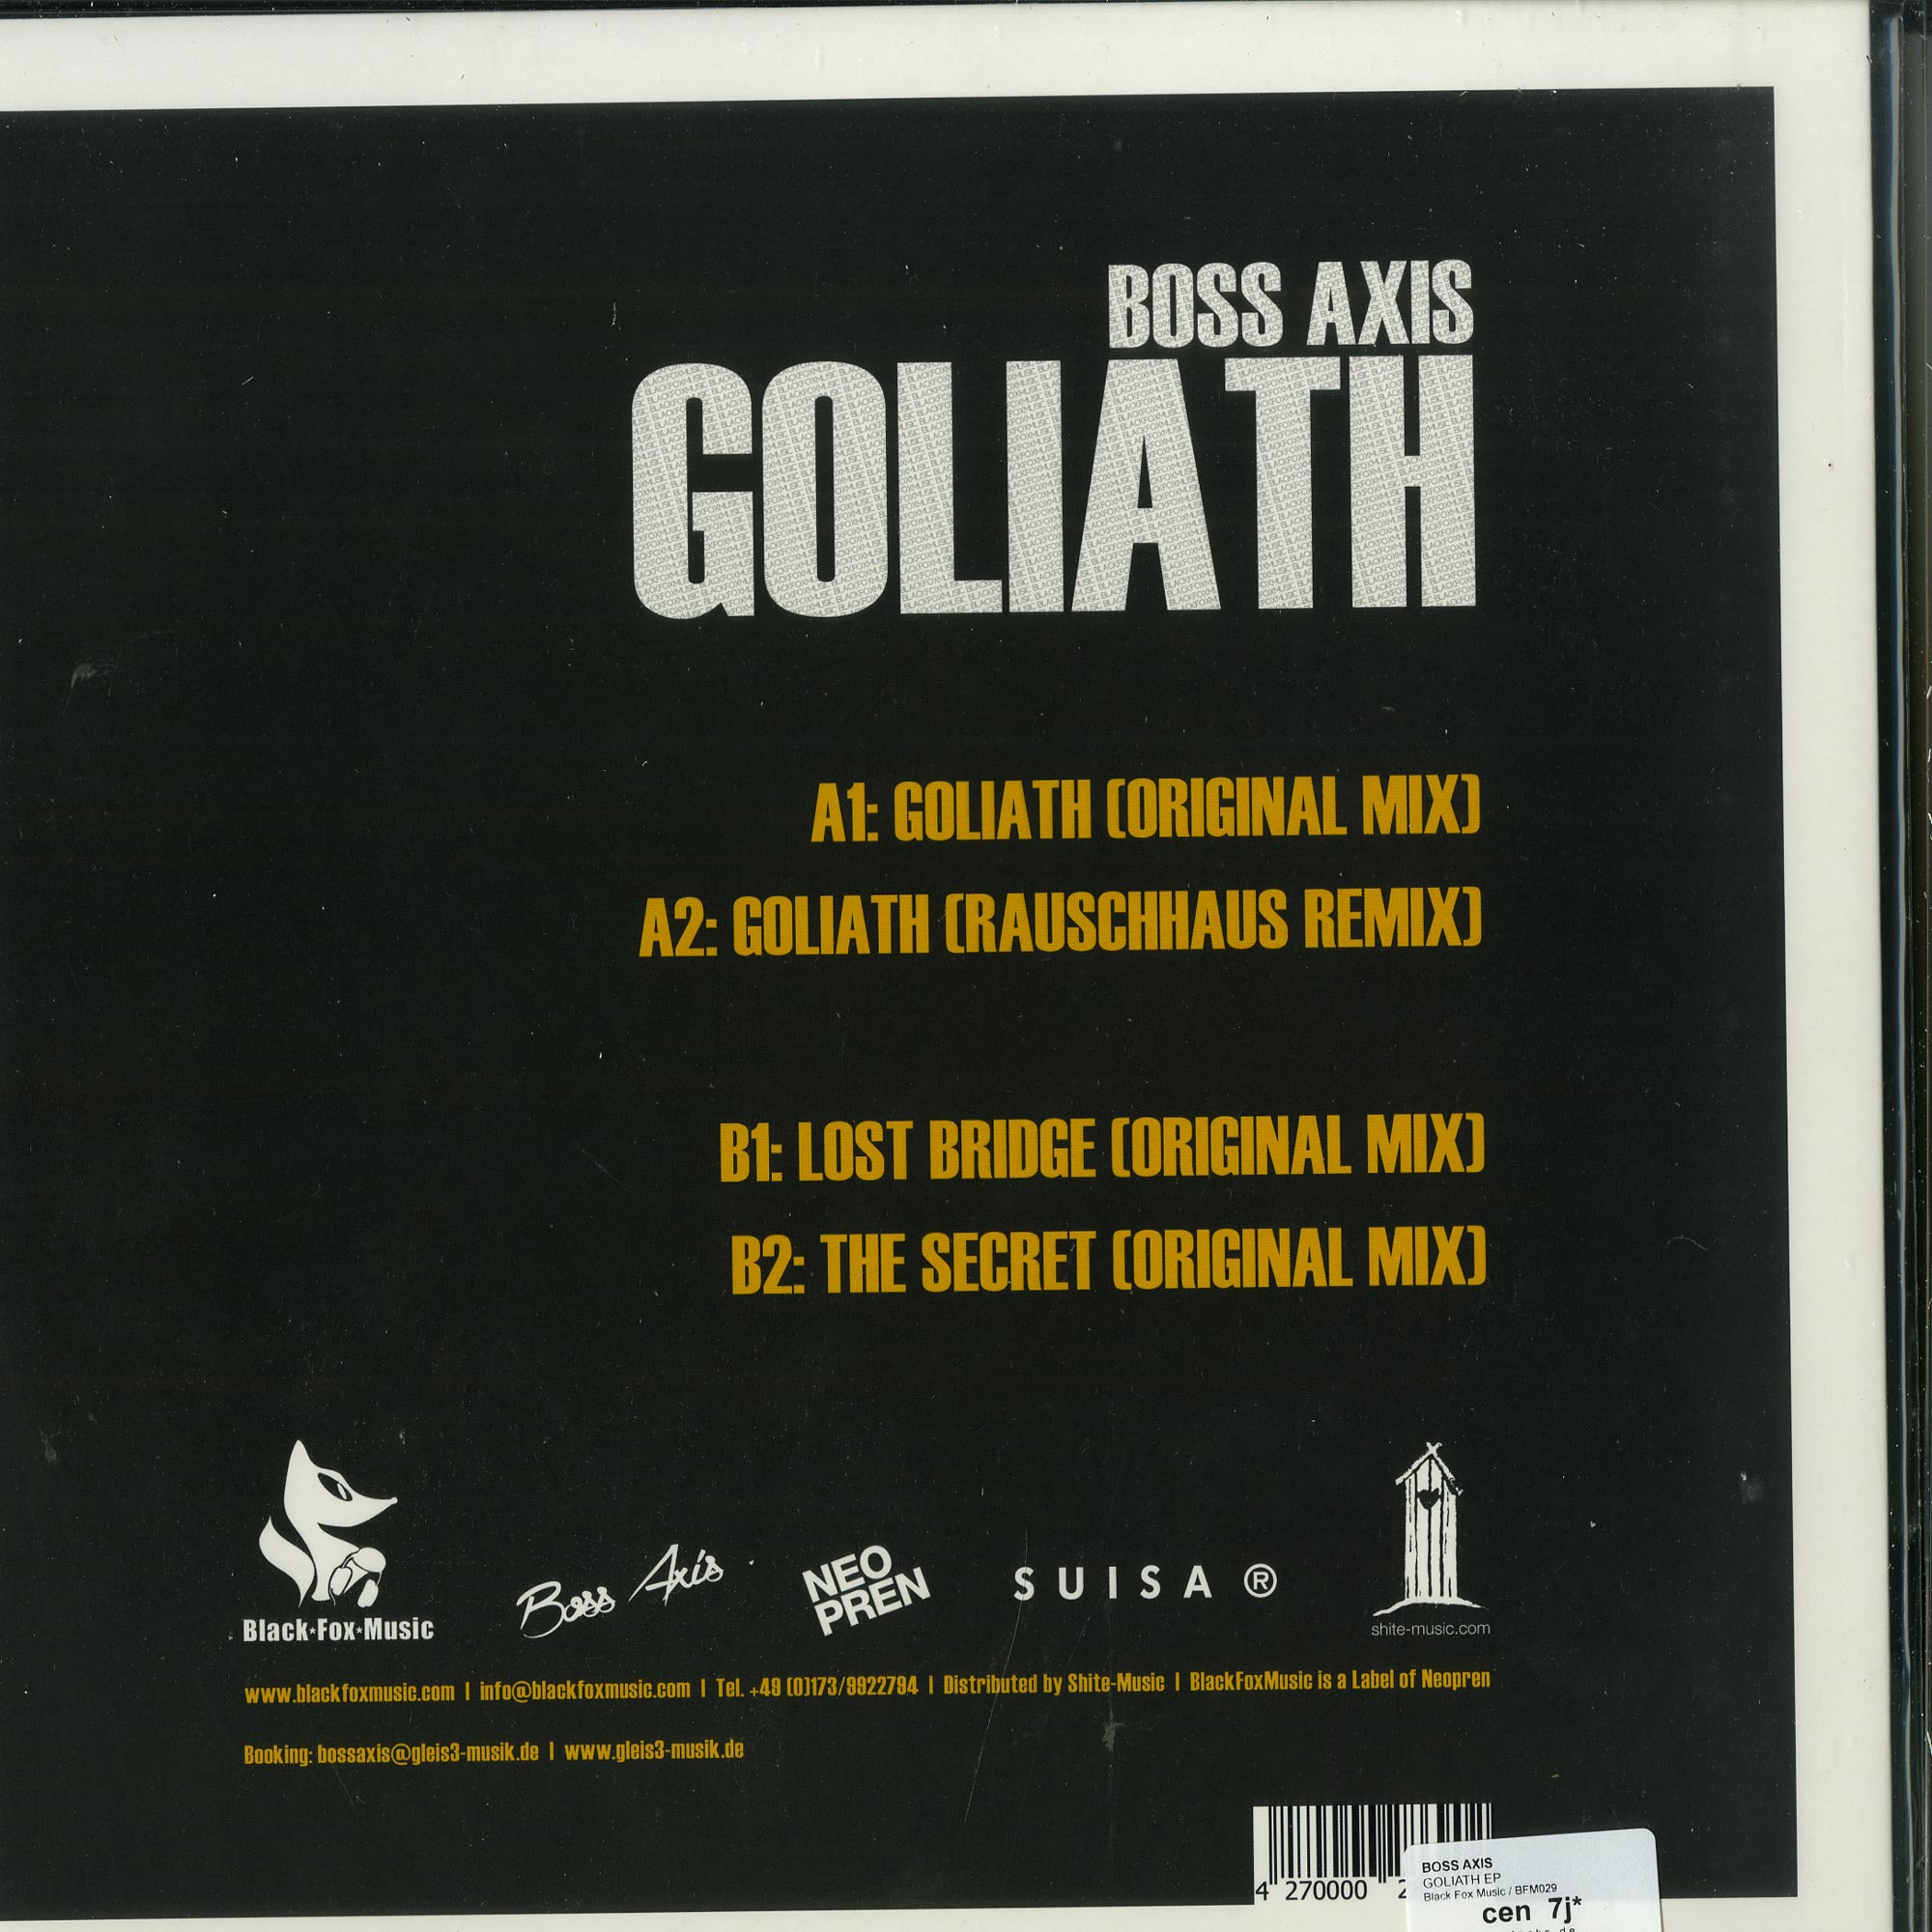 BOSS AXIS
GOLIATH
A1: GOLIATH (ORIGINAL MIX)
A2: GOLIATH (RAUSCHHAUS REMIX)
B1: LOST BRIDGE (ORIGINAL MIX)
B2: THE SECRET (ORIGINAL MIX)
Black*Fox*Music
Boss Axis
NEO
PREN
SUISA ®
shite-music.com
www.blackfoxmusic.com | info@blackfoxmusic.com | Tel. +49 (0)173/9922794 | Distributed by Shite-Music | BlackFoxMusic is a Label of Neopren
Booking: bossaxis@gleis3-musik.de | www.gleis3-musik.de
4 270000 2
BOSS AXIS
GOLIATH EP
Black Fox Music / BFM029
cen 7j*